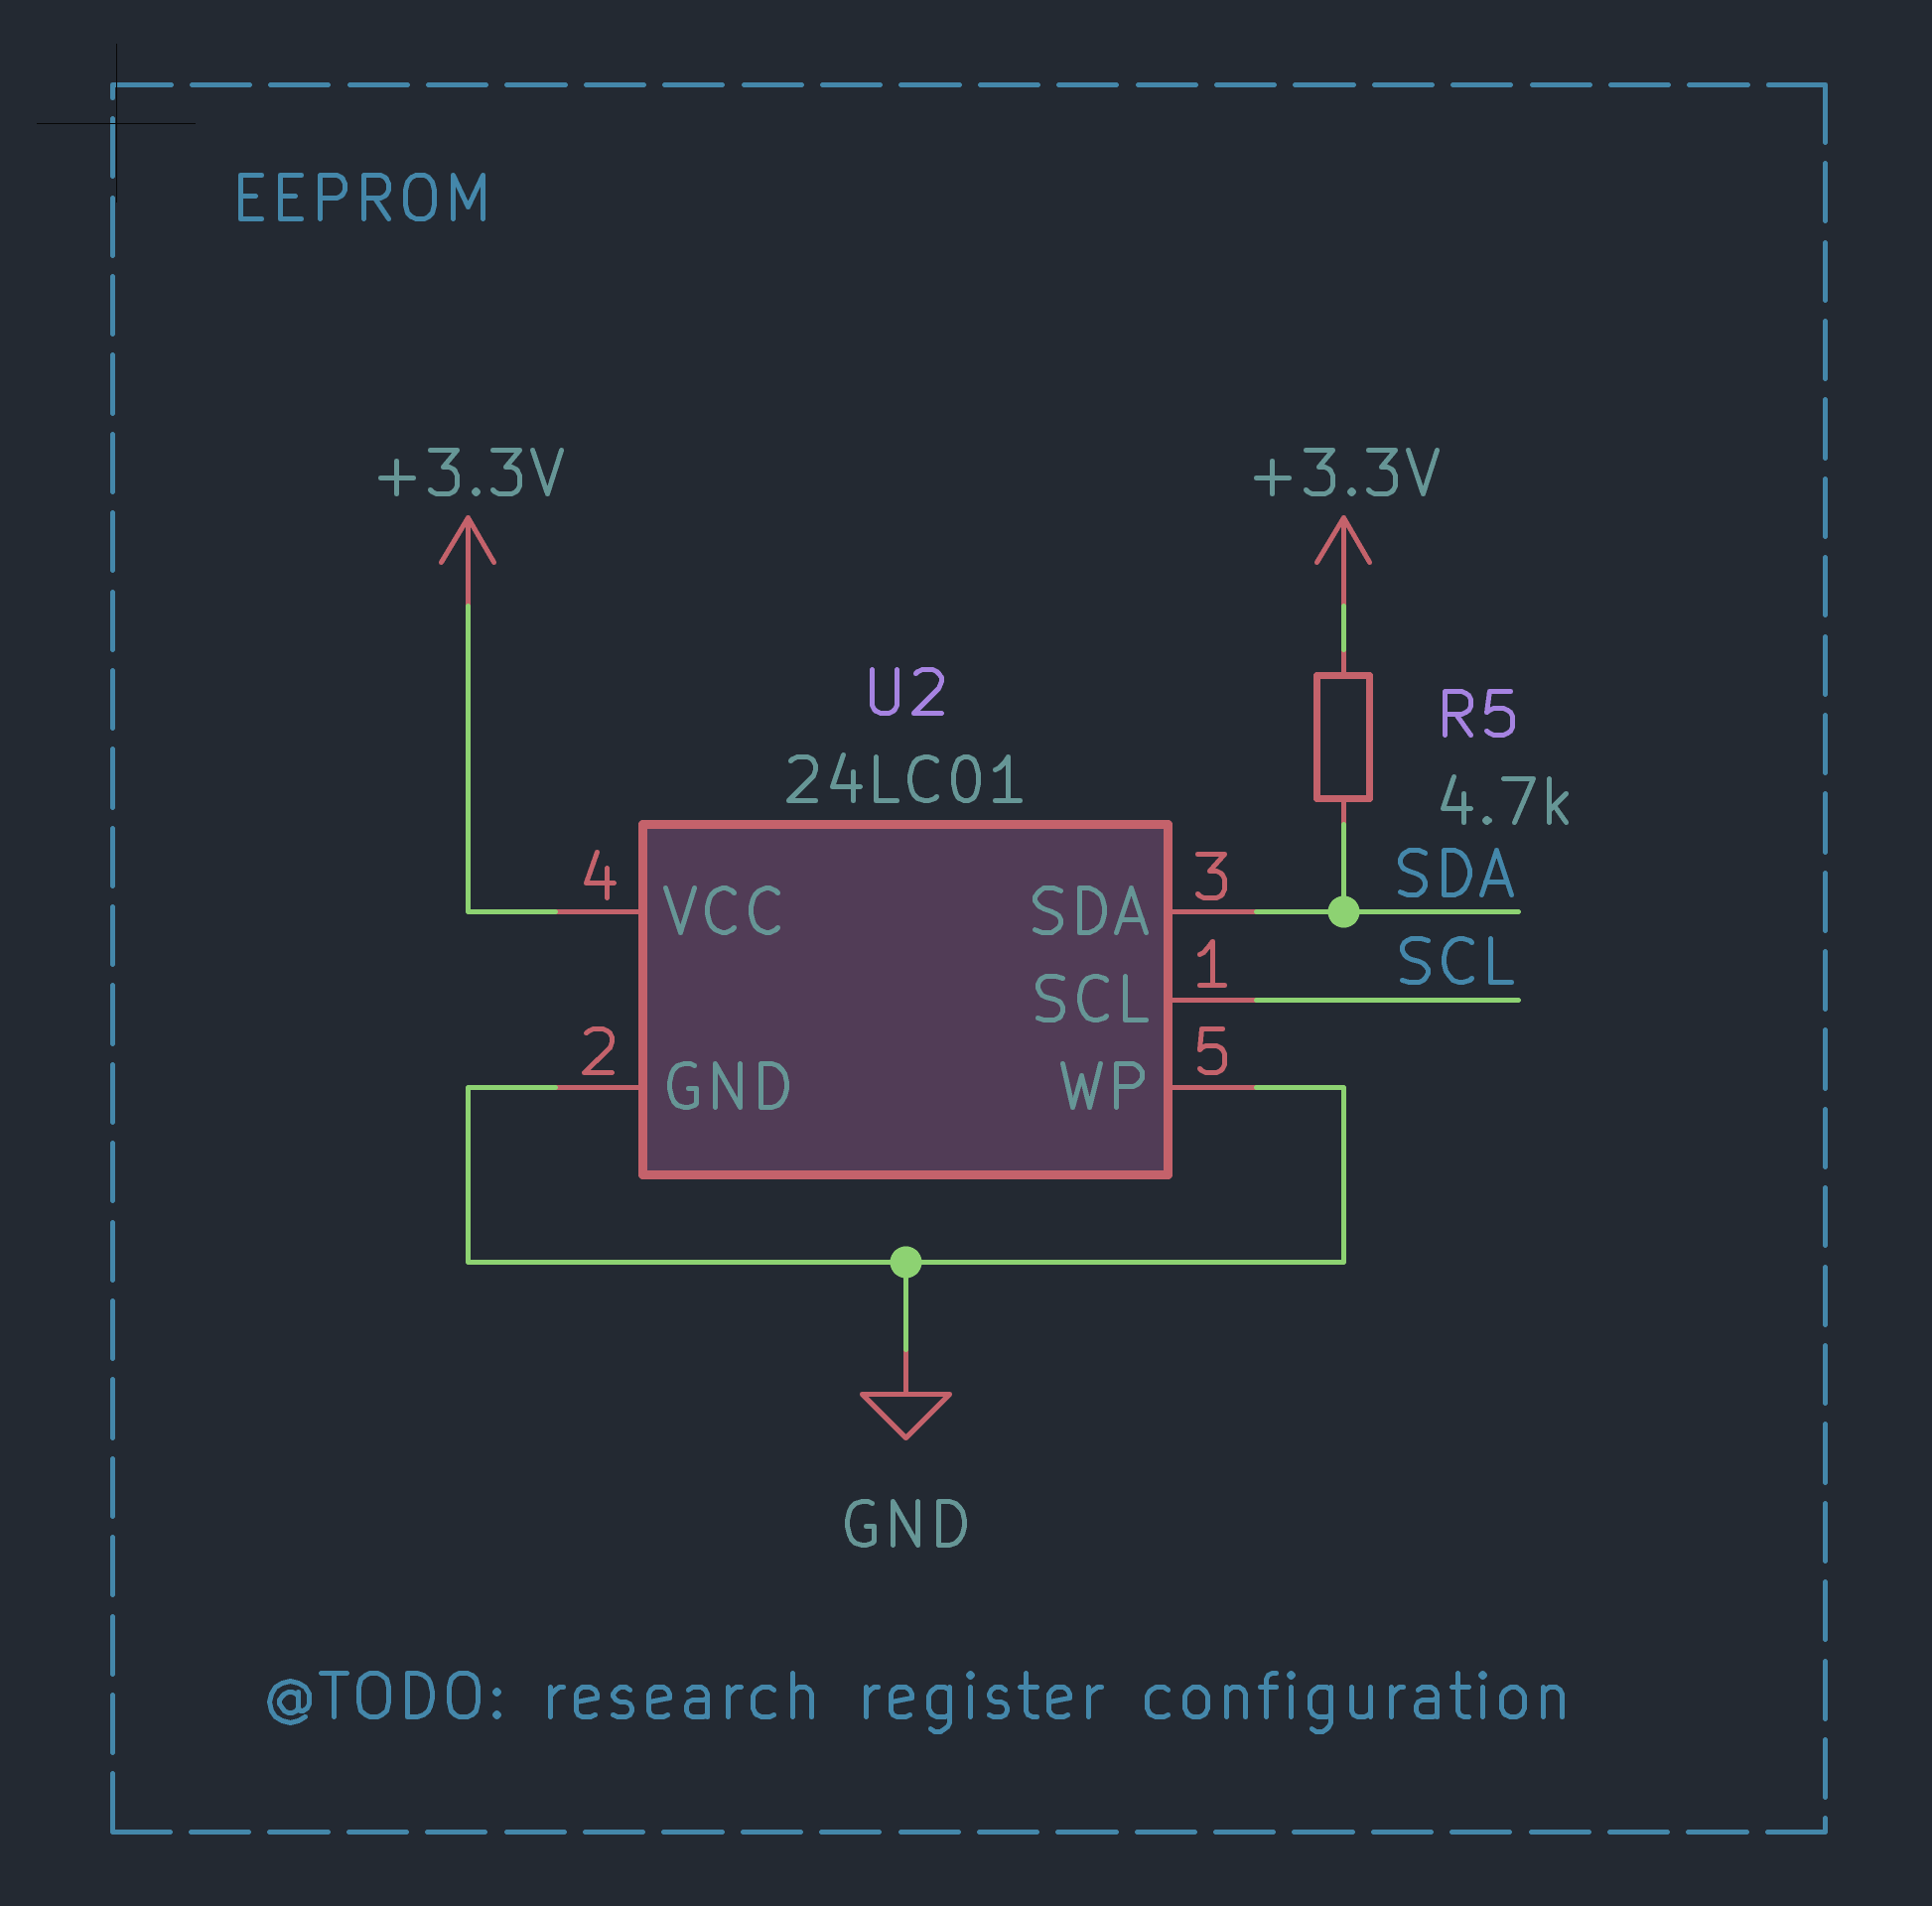 EEPROM
+3.3V
+3.3V
U2
24LC01
R5
4.7k
4
VCC
SDA
3
SDA
SCL
1
SCL
2
GND
WP
5
GND
@TODO: research register configuration